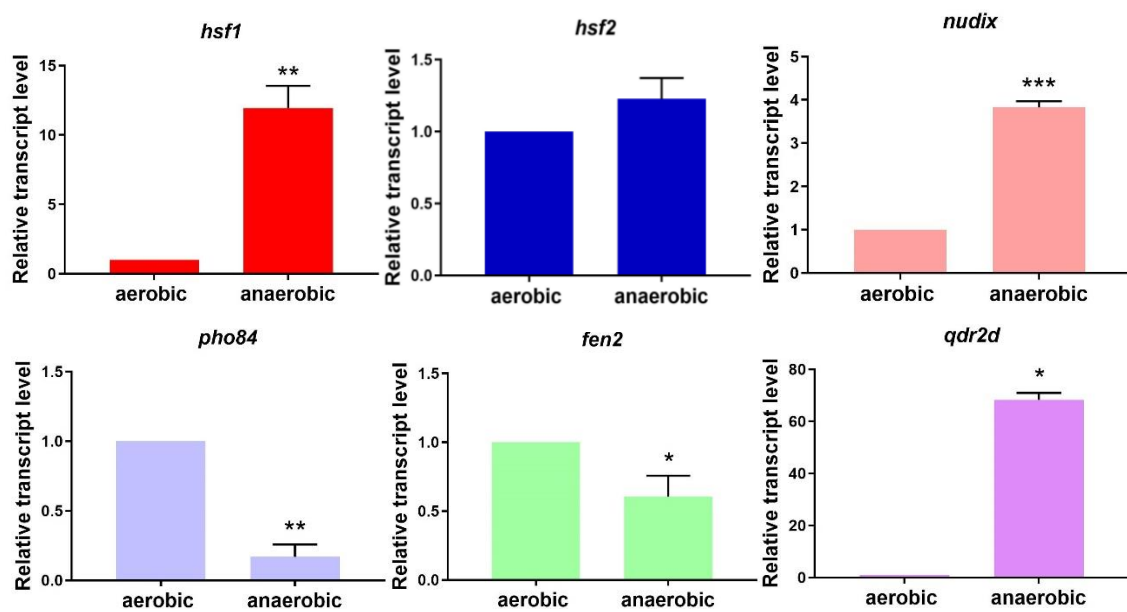 hsf1
Relative transcript level
15
10
5
0
**
aerobic
anaerobic
hsf2
Relative transcript level
1.5
1.0
0.5
0.0
aerobic
anaerobic
nudix
Relative transcript level
5
4
3
2
1
0
***
aerobic
anaerobic
pho84
Relative transcript level
1.5
1.0
0.5
0.0
**
aerobic
anaerobic
fen2
Relative transcript level
1.5
1.0
0.5
0.0
*
aerobic
anaerobic
qdr2d
Relative transcript level
80
60
40
20
0
*
aerobic
anaerobic